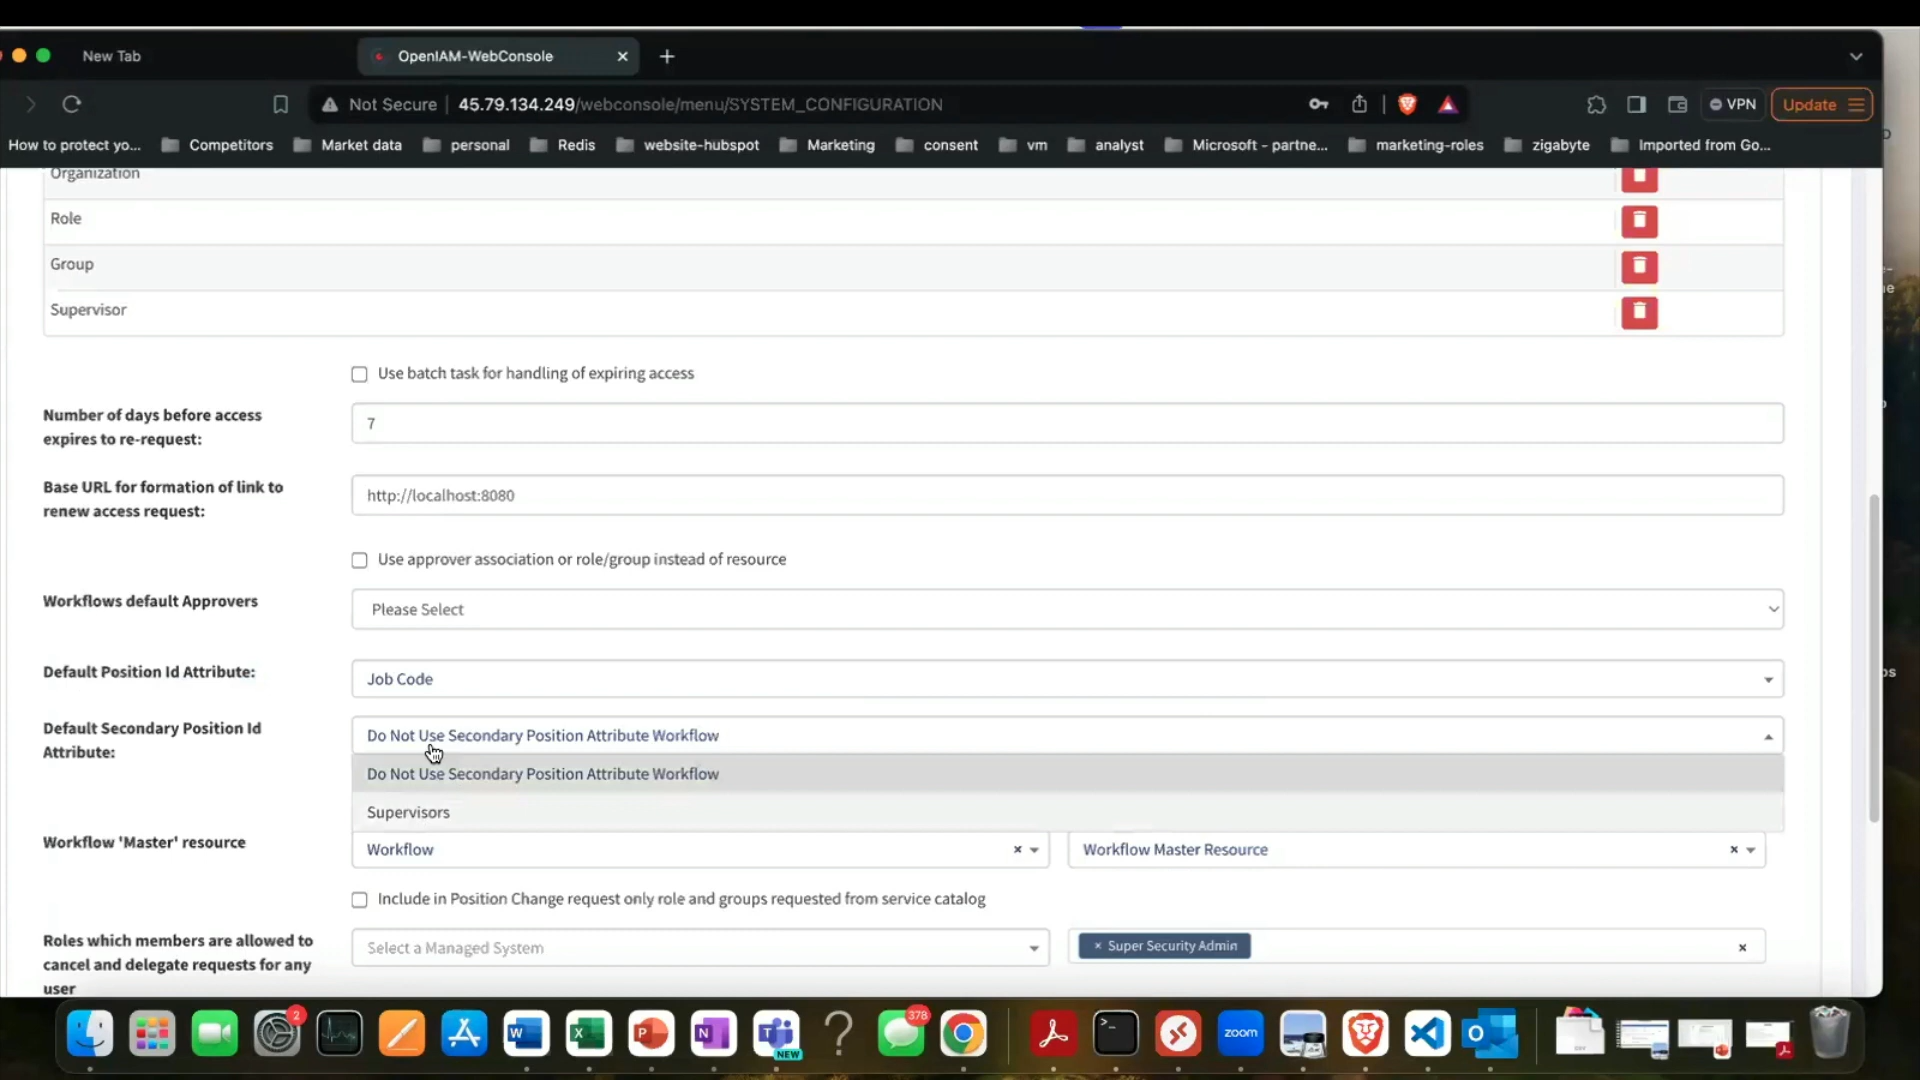 New Tab
OpenIAM-WebConsole
Not Secure
45.79.134.249/webconsole/menu/SYSTEM_CONFIGURATION
VPN
Update
How to protect yo...
Competitors
Market data
personal
Redis
website-hubspot
Marketing
consent
vm
analyst
Microsoft - partne...
marketing-roles
zigabyte
Imported from Go...
Organization
Role
Group
Supervisor
Use batch task for handling of expiring access
Number of days before access
expires to re-request:
7
Base URL for formation of link to
renew access request:
http://localhost:8080
Use approver association or role/group instead of resource
Workflows default Approvers
Please Select
Default Position Id Attribute:
Job Code
Default Secondary Position Id
Attribute:
Do Not Use Secondary Position Attribute Workflow
Do Not Use Secondary Position Attribute Workflow
Supervisors
Workflow 'Master' resource
Workflow
Workflow Master Resource
Include in Position Change request only role and groups requested from service catalog
Roles which members are allowed to
cancel and delegate requests for any
user
Select a Managed System
× Super Security Admin
2
NEW
378
zoom